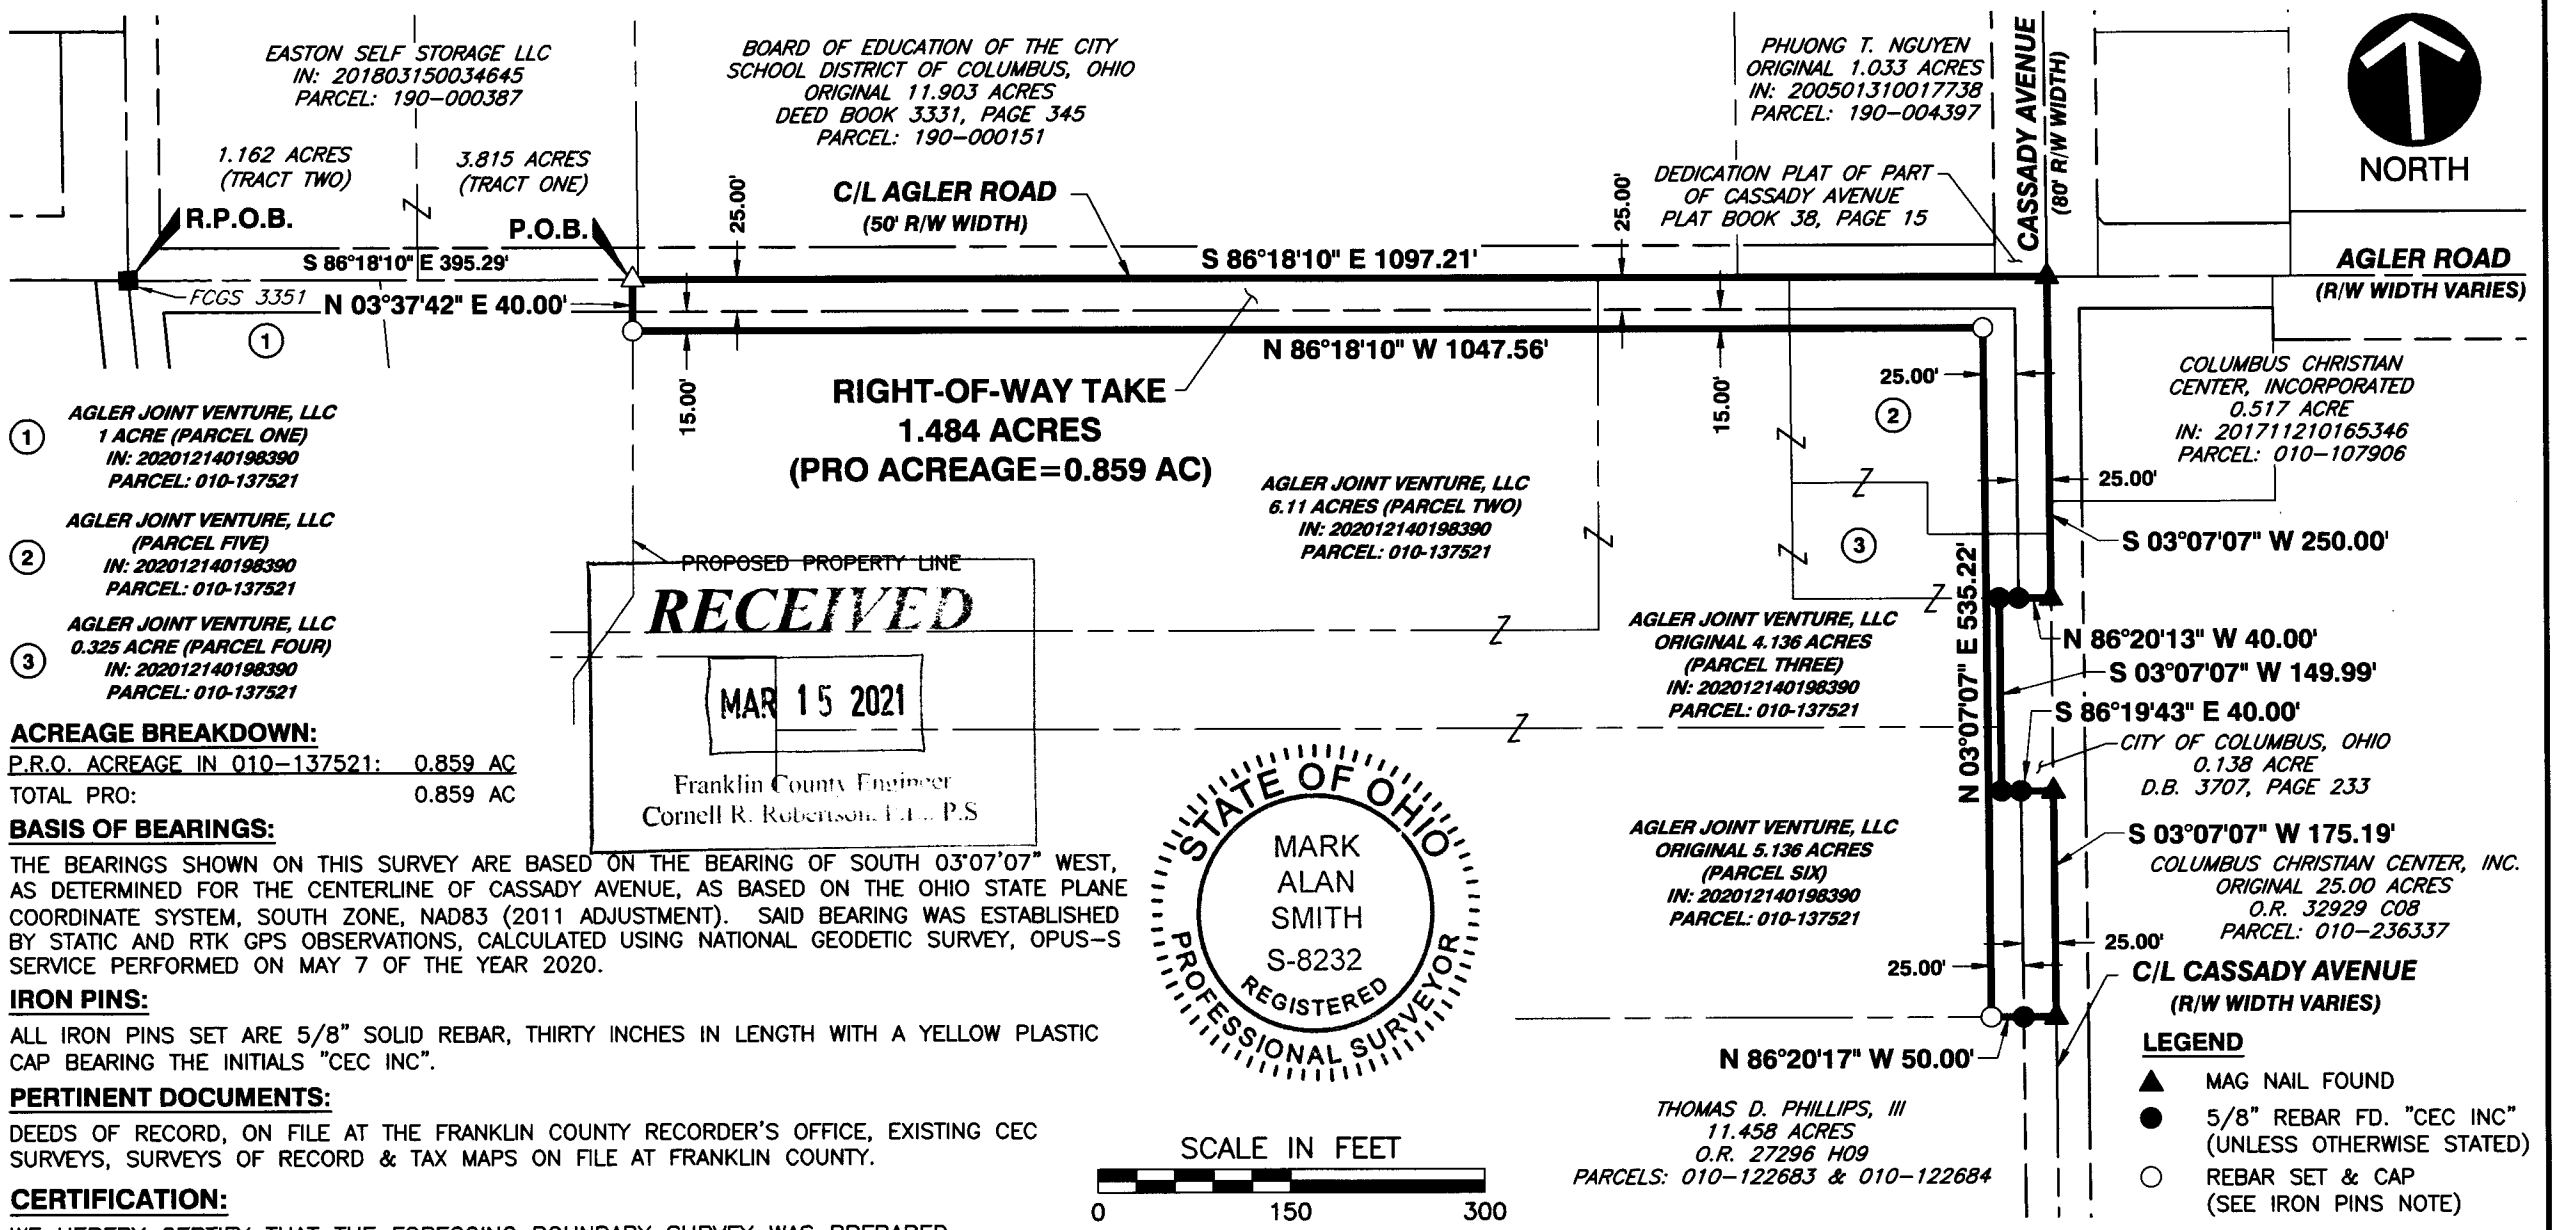 EASTON SELF STORAGE LLC
IN: 201803150034645
PARCEL: 190-000387
1.162 ACRES
(TRACT TWO)
3.815 ACRES
(TRACT ONE)
BOARD OF EDUCATION OF THE CITY
SCHOOL DISTRICT OF COLUMBUS, OHIO
ORIGINAL 11.903 ACRES
DEED BOOK 3331, PAGE 345
PARCEL: 190-000151
PHUONG T. NGUYEN
ORIGINAL 1.033 ACRES
IN: 200501310017738
PARCEL: 190-004397
CASSADY AVENUE
(80' R/W WIDTH)
NORTH
DEDICATION PLAT OF PART
OF CASSADY AVENUE
PLAT BOOK 38, PAGE 15
R.P.O.B.
P.O.B.
25.00'
C/L AGLER ROAD
(50' R/W WIDTH)
25.00'
S 86°18'10" E 395.29'
S 86°18'10" E 1097.21'
AGLER ROAD
(R/W WIDTH VARIES)
FCGS 3351
N 03°37'42" E 40.00'
1
N 86°18'10" W 1047.56'
15.00'
15.00'
RIGHT-OF-WAY TAKE
1.484 ACRES
(PRO ACREAGE=0.859 AC)
25.00'
2
COLUMBUS CHRISTIAN
CENTER, INCORPORATED
0.517 ACRE
IN: 201711210165346
PARCEL: 010-107906
25.00'
1
AGLER JOINT VENTURE, LLC
1 ACRE (PARCEL ONE)
IN: 202012140198390
PARCEL: 010-137521
2
AGLER JOINT VENTURE, LLC
(PARCEL FIVE)
IN: 202012140198390
PARCEL: 010-137521
3
AGLER JOINT VENTURE, LLC
0.325 ACRE (PARCEL FOUR)
IN: 202012140198390
PARCEL: 010-137521
AGLER JOINT VENTURE, LLC
6.11 ACRES (PARCEL TWO)
IN: 202012140198390
PARCEL: 010-137521
3
S 03°07'07" W 250.00'
N 03°07'07" E 535.22'
N 86°20'13" W 40.00'
S 03°07'07" W 149.99'
S 86°19'43" E 40.00'
AGLER JOINT VENTURE, LLC
ORIGINAL 4.136 ACRES
(PARCEL THREE)
IN: 202012140198390
PARCEL: 010-137521
CITY OF COLUMBUS, OHIO
0.138 ACRE
D.B. 3707, PAGE 233
PROPOSED PROPERTY LINE
RECEIVED
MAR 15 2021
Franklin County Engineer
Cornell R. Robertson, P.E., P.S
ACREAGE BREAKDOWN:
P.R.O. ACREAGE IN 010-137521: 0.859 AC
TOTAL PRO: 0.859 AC
BASIS OF BEARINGS:
THE BEARINGS SHOWN ON THIS SURVEY ARE BASED ON THE BEARING OF SOUTH 03°07'07" WEST,
AS DETERMINED FOR THE CENTERLINE OF CASSADY AVENUE, AS BASED ON THE OHIO STATE PLANE
COORDINATE SYSTEM, SOUTH ZONE, NAD83 (2011 ADJUSTMENT). SAID BEARING WAS ESTABLISHED
BY STATIC AND RTK GPS OBSERVATIONS, CALCULATED USING NATIONAL GEODETIC SURVEY, OPUS-S
SERVICE PERFORMED ON MAY 7 OF THE YEAR 2020.
IRON PINS:
ALL IRON PINS SET ARE 5/8" SOLID REBAR, THIRTY INCHES IN LENGTH WITH A YELLOW PLASTIC
CAP BEARING THE INITIALS "CEC INC".
PERTINENT DOCUMENTS:
DEEDS OF RECORD, ON FILE AT THE FRANKLIN COUNTY RECORDER'S OFFICE, EXISTING CEC
SURVEYS, SURVEYS OF RECORD & TAX MAPS ON FILE AT FRANKLIN COUNTY.
CERTIFICATION:
WE HEREBY CERTIFY THAT THE FOREGOING BOUNDARY SURVEY WAS PREPARED
STATE OF OHIO
MARK
ALAN
SMITH
S-8232
REGISTERED
PROFESSIONAL SURVEYOR
AGLER JOINT VENTURE, LLC
ORIGINAL 5.136 ACRES
(PARCEL SIX)
IN: 202012140198390
PARCEL: 010-137521
S 03°07'07" W 175.19'
COLUMBUS CHRISTIAN CENTER, INC.
ORIGINAL 25.00 ACRES
O.R. 32929 C08
PARCEL: 010-236337
25.00'
25.00'
C/L CASSADY AVENUE
(R/W WIDTH VARIES)
N 86°20'17" W 50.00'
THOMAS D. PHILLIPS, III
11.458 ACRES
O.R. 27296 H09
PARCELS: 010-122683 & 010-122684
SCALE IN FEET
0 150 300
LEGEND
MAG NAIL FOUND
5/8" REBAR FD. "CEC INC"
(UNLESS OTHERWISE STATED)
REBAR SET & CAP
(SEE IRON PINS NOTE)